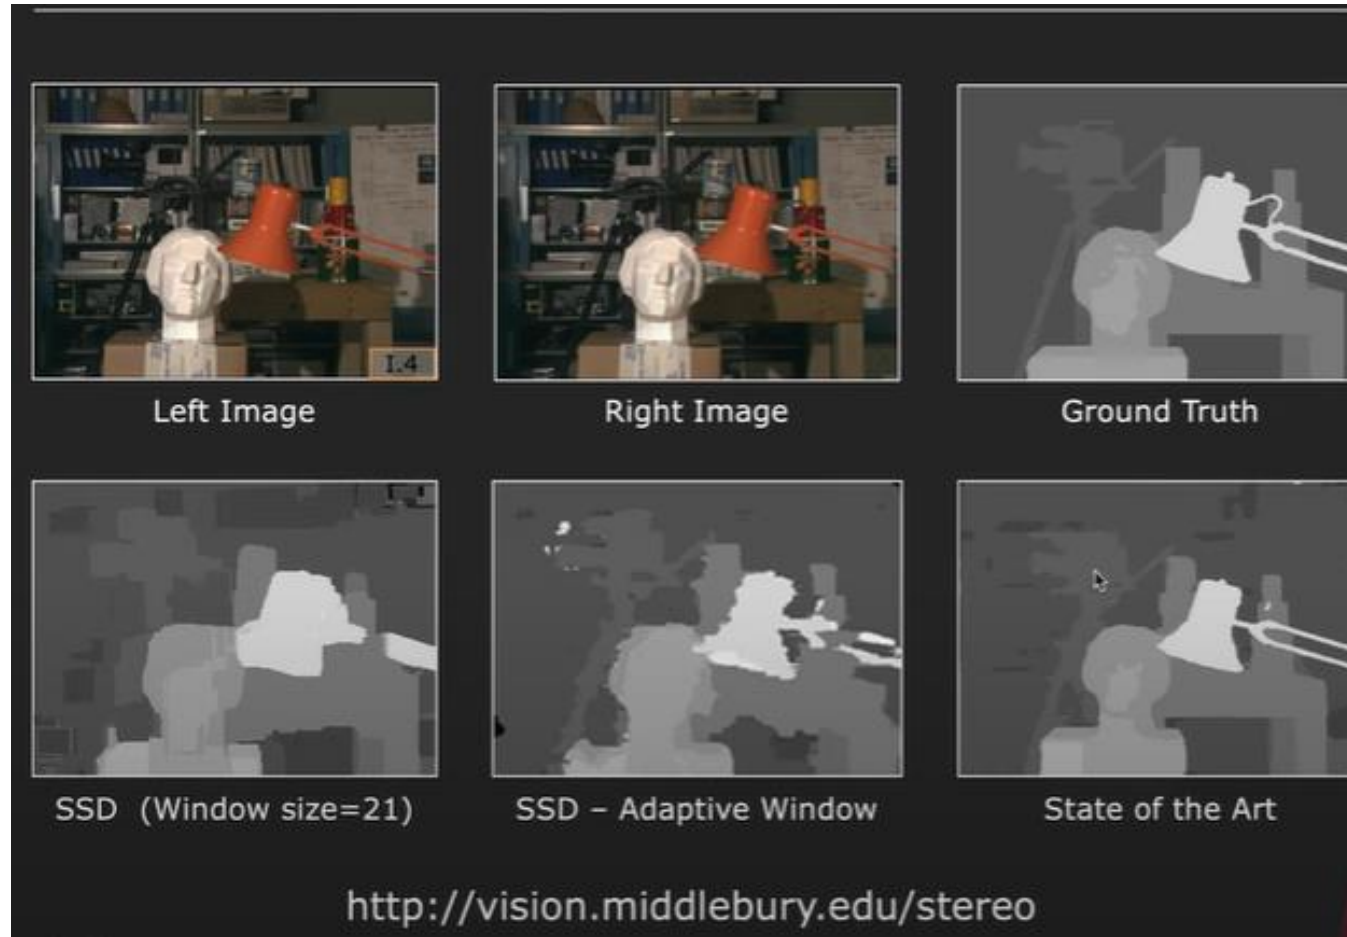 I.4
Left Image
Right Image
Ground Truth
SSD (Window size=21)
SSD – Adaptive Window
State of the Art
http://vision.middlebury.edu/stereo